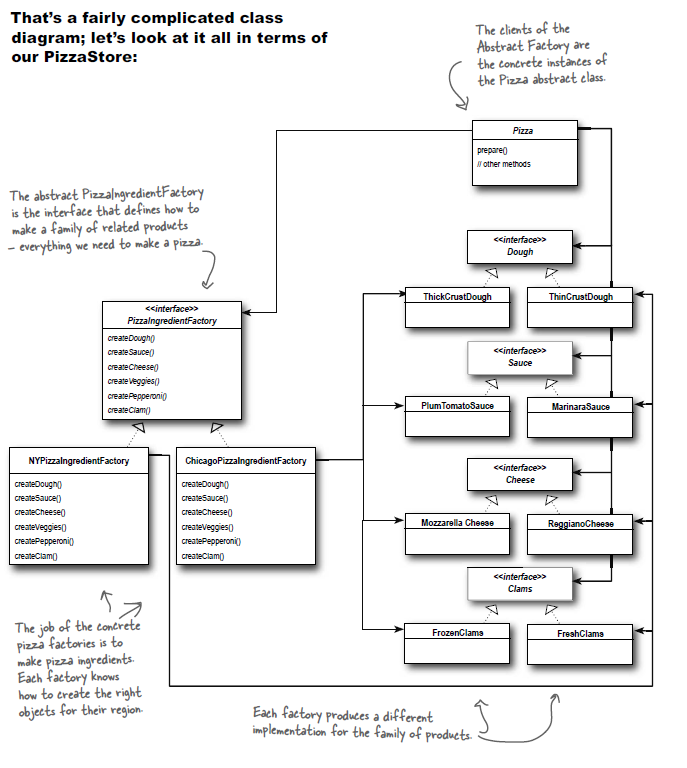 That's a fairly complicated class
diagram; let's look at it all in terms of
our PizzaStore:
The clients of the
Abstract Factory are
the concrete instances of
the Pizza abstract class.
Pizza
prepare()
// other methods
The abstract PizzaIngredientFactory
is the interface that defines how to
make a family of related products
– everything we need to make a pizza.
<<interface>>
Dough
ThickCrustDough
ThinCrustDough
<<interface>>
PizzaIngredientFactory
createDough()
createSauce()
createCheese()
createVeggies()
createPepperoni()
createClam()
<<interface>>
Sauce
PlumTomatoSauce
MarinaraSauce
NYPizzaIngredientFactory
createDough()
createSauce()
createCheese()
createVeggies()
createPepperoni()
createClam()
ChicagoPizzaIngredientFactory
createDough()
createSauce()
createCheese()
createVeggies()
createPepperoni()
createClam()
<<interface>>
Cheese
Mozzarella Cheese
ReggianoCheese
<<interface>>
Clams
FrozenClams
FreshClams
The job of the concrete
pizza factories is to
make pizza ingredients.
Each factory knows
how to create the right
objects for their region.
Each factory produces a different
implementation for the family of products.